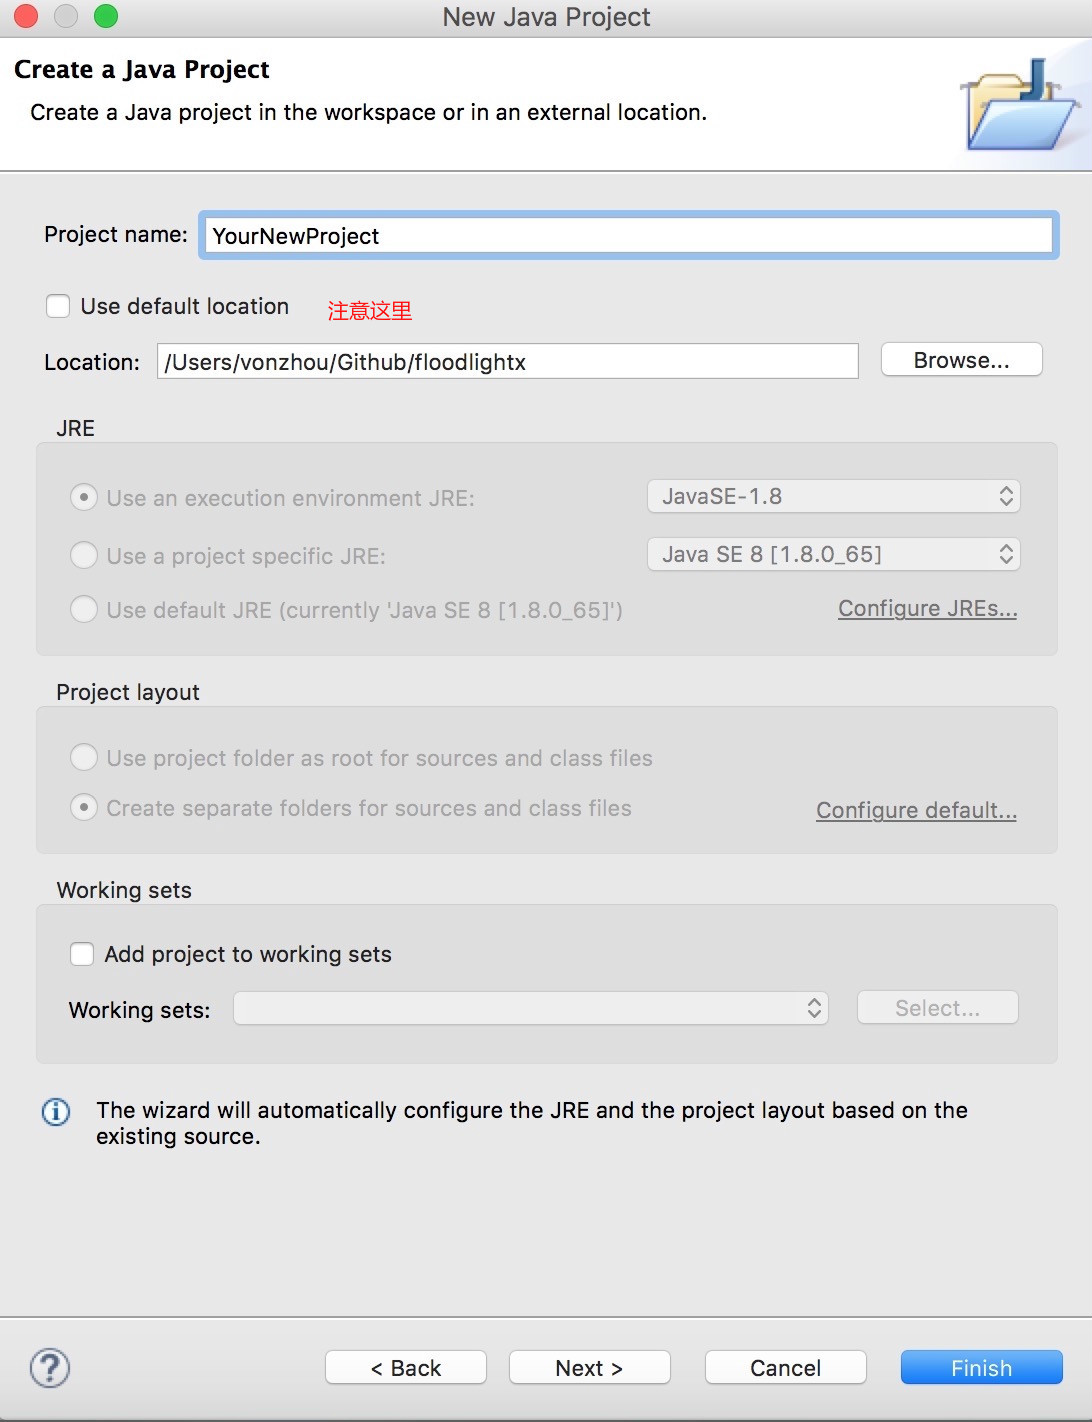 New Java Project
Create a Java Project
Create a Java project in the workspace or in an external location.
Project name: YourNewProject
Use default location 注意这里
Location: /Users/vonzhou/Github/floodlightx Browse...
JRE
Use an execution environment JRE: JavaSE-1.8
Use a project specific JRE: Java SE 8 [1.8.0_65]
Use default JRE (currently 'Java SE 8 [1.8.0_65]') Configure JREs...
Project layout
Use project folder as root for sources and class files
Create separate folders for sources and class files Configure default...
Working sets
Add project to working sets
Working sets: Select...
The wizard will automatically configure the JRE and the project layout based on the
existing source.
? < Back Next > Cancel Finish